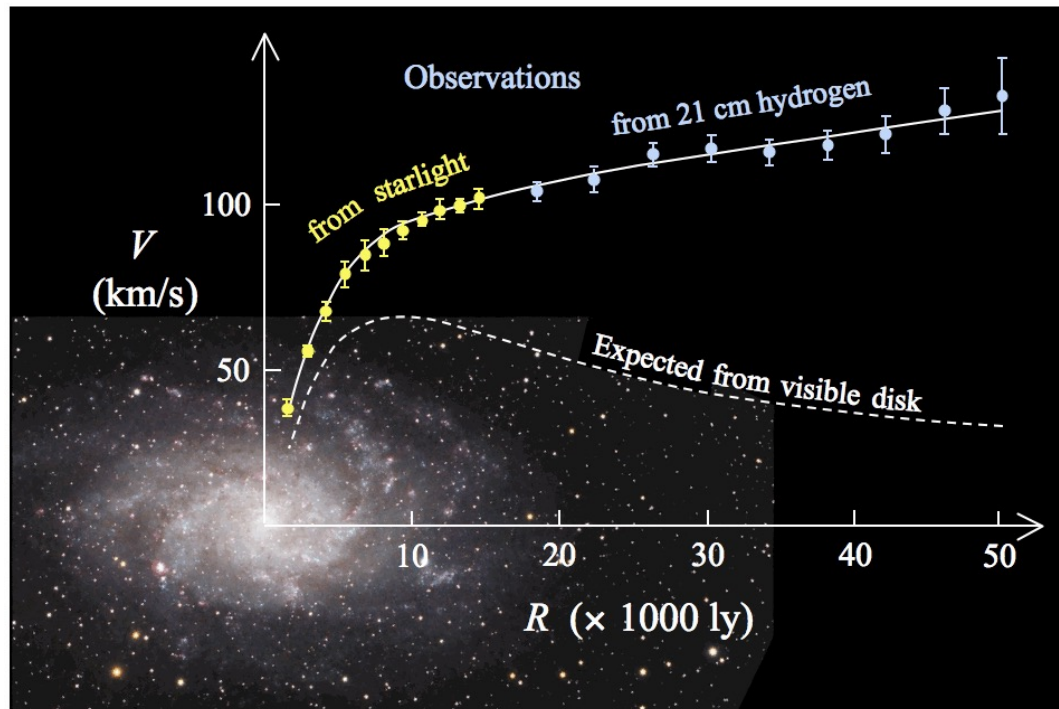 Observations
from 21 cm hydrogen
from starlight
100
V
(km/s)
50
Expected from visible disk
10
20
30
40
50
R (× 1000 ly)